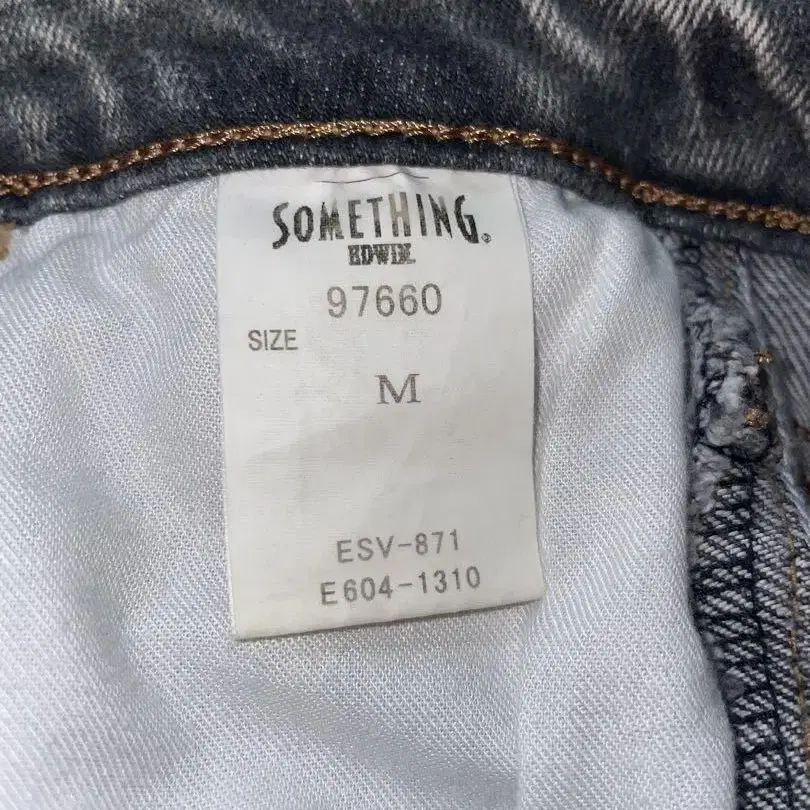 SOMETHING®
EDWIN
97660
SIZE
M
ESV-871
E604-1310